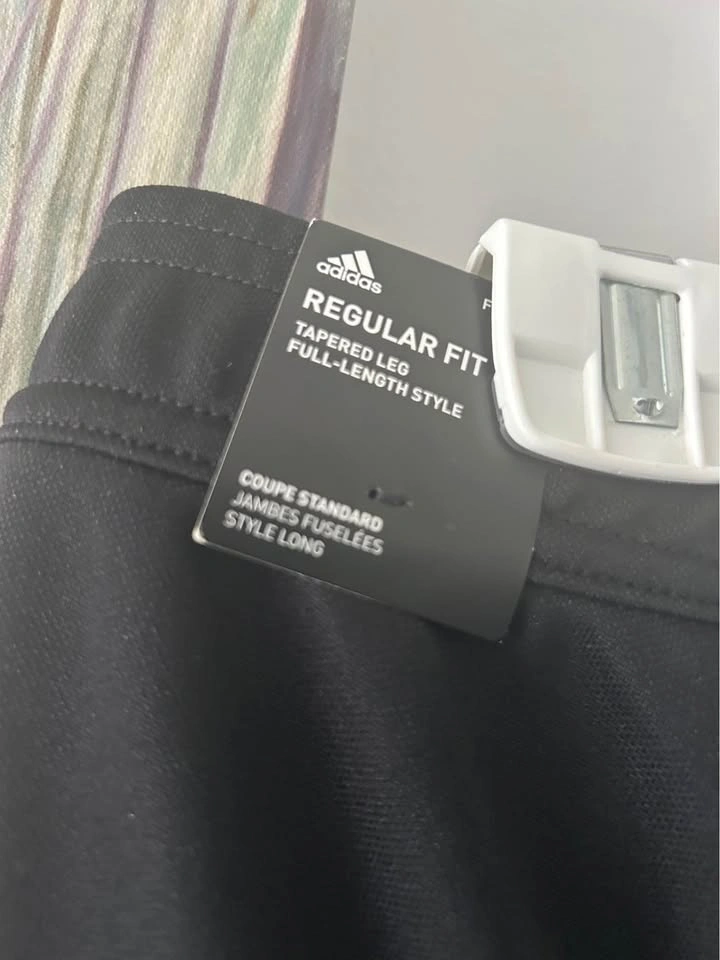 adidas
REGULAR FIT
TAPERED LEG
FULL-LENGTH STYLE
COUPE STANDARD
JAMBES FUSELÉES
STYLE LONG